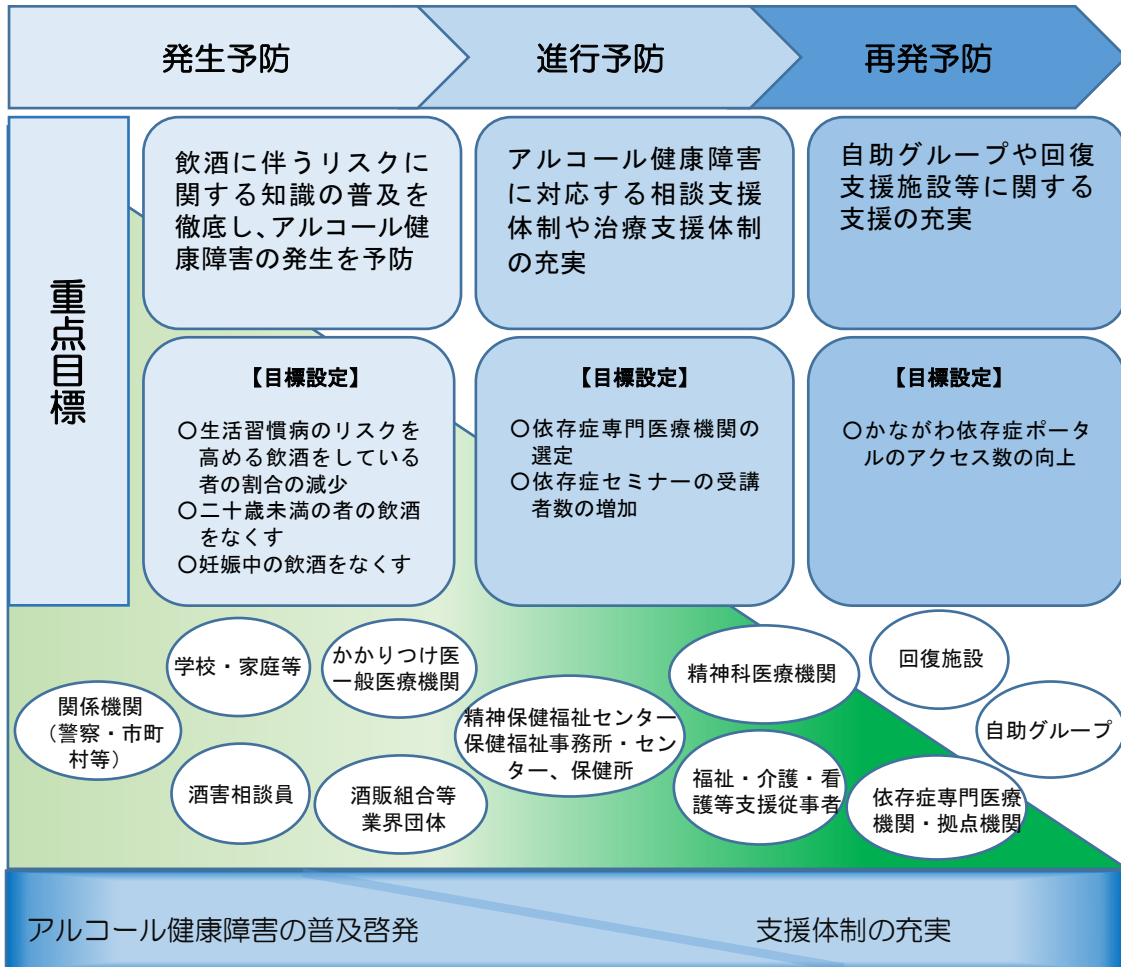 発生予防
進行予防
再発予防
重点目標
飲酒に伴うリスクに
関する知識の普及を
徹底し、アルコール健
康障害の発生を予防
アルコール健康障害
に対応する相談支援
体制や治療支援体制
の充実
自助グループや回復
支援施設等に関する
支援の充実
【目標設定】
〇生活習慣病のリスクを
高める飲酒をしている
者の割合の減少
〇二十歳未満の者の飲酒
をなくす
〇妊娠中の飲酒をなくす
【目標設定】
〇依存症専門医療機関の
選定
〇依存症セミナーの受講
者数の増加
【目標設定】
〇かながわ依存症ポータ
ルのアクセス数の向上
関係機関
（警察・市町
村等）
学校・家庭等
酒害相談員
かかりつけ医
一般医療機関
酒販組合等
業界団体
精神保健福祉センター
保健福祉事務所・セン
ター、保健所
精神科医療機関
福祉・介護・看
護等支援従事者
回復施設
自助グループ
依存症専門医療
機関・拠点機関
アルコール健康障害の普及啓発
支援体制の充実